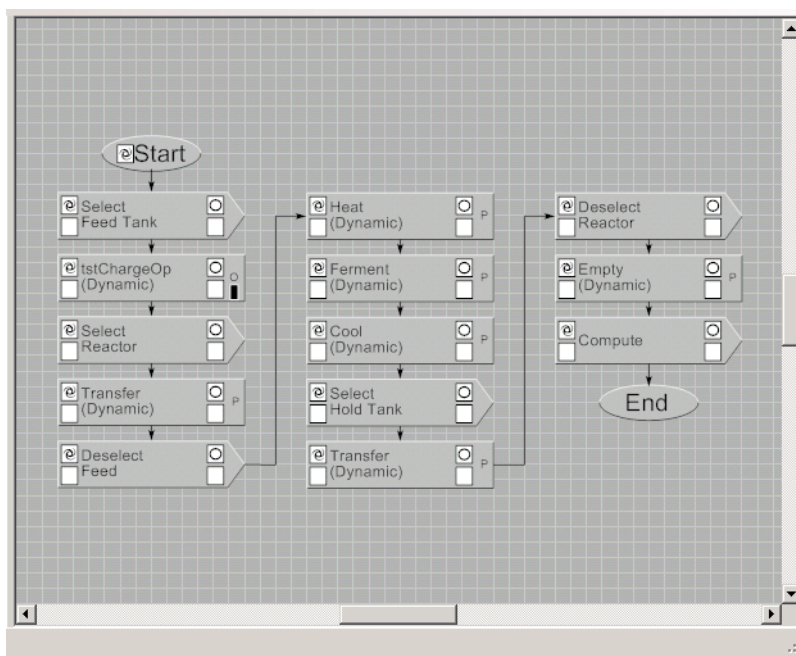 Start
Select
Feed Tank
tstChargeOp
(Dynamic)
O
Select
Reactor
Transfer
(Dynamic)
P
Deselect
Feed
Heat
(Dynamic)
P
Ferment
(Dynamic)
P
Cool
(Dynamic)
P
Select
Hold Tank
Transfer
(Dynamic)
P
Deselect
Reactor
Empty
(Dynamic)
P
Compute
End